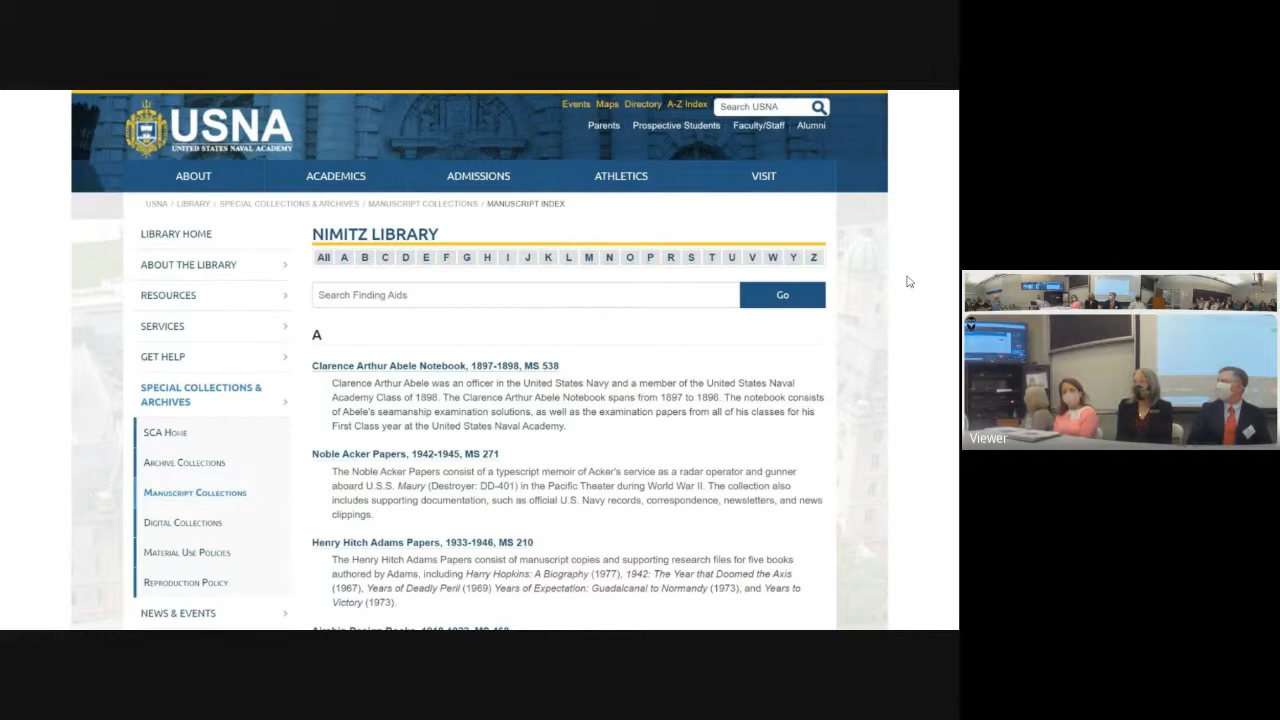 Events Maps Directory A-Z Index Search USNA
USNA
UNITED STATES NAVAL ACADEMY
Parents Prospective Students Faculty/Staff Alumni
ABOUT ACADEMICS ADMISSIONS ATHLETICS VISIT
USNA / LIBRARY / SPECIAL COLLECTIONS & ARCHIVES / MANUSCRIPT COLLECTIONS / MANUSCRIPT INDEX
LIBRARY HOME
ABOUT THE LIBRARY
RESOURCES
SERVICES
GET HELP
SPECIAL COLLECTIONS &
ARCHIVES
SCA HOME
ARCHIVE COLLECTIONS
MANUSCRIPT COLLECTIONS
DIGITAL COLLECTIONS
MATERIAL USE POLICIES
REPRODUCTION POLICY
NEWS & EVENTS
NIMITZ LIBRARY
All A B C D E F G H I J K L M N O P R S T U V W Y Z
Search Finding Aids Go
A
Clarence Arthur Abele Notebook, 1897-1898, MS 538
Clarence Arthur Abele was an officer in the United States Navy and a member of the United States Naval
Academy Class of 1898. The Clarence Arthur Abele Notebook spans from 1897 to 1898. The notebook consists
of Abele's seamanship examination solutions, as well as the examination papers from all of his classes for his
First Class year at the United States Naval Academy.
Noble Acker Papers, 1942-1945, MS 271
The Noble Acker Papers consist of a typescript memoir of Acker's service as a radar operator and gunner
aboard U.S.S. Maury (Destroyer: DD-401) in the Pacific Theater during World War II. The collection also
includes supporting documentation, such as official U.S. Navy records, correspondence, newsletters, and news
clippings.
Henry Hitch Adams Papers, 1933-1946, MS 210
The Henry Hitch Adams Papers consist of manuscript copies and supporting research files for five books
authored by Adams, including Harry Hopkins: A Biography (1977), 1942: The Year that Doomed the Axis
(1967), Years of Deadly Peril (1969) Years of Expectation: Guadalcanal to Normandy (1973), and Years to
Victory (1973).
Viewer